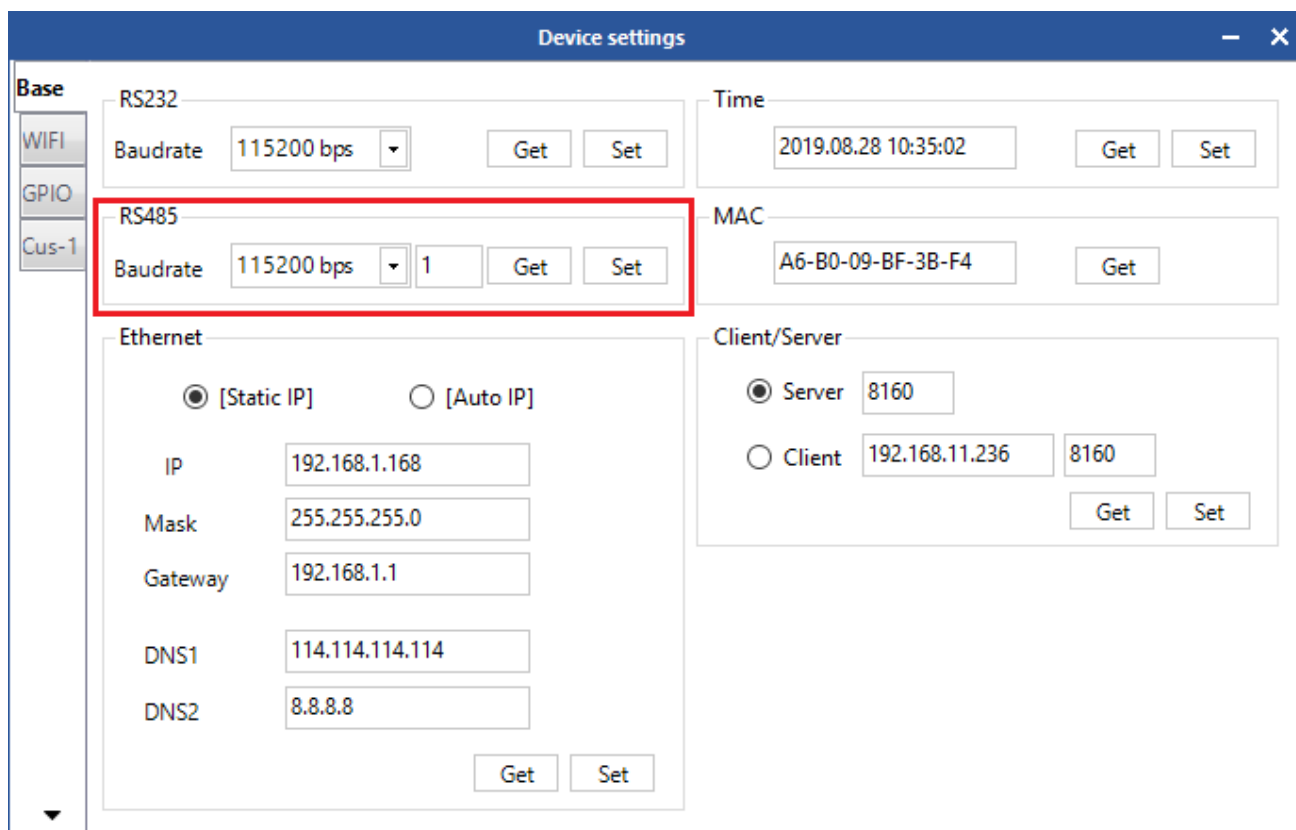 Device settings
Base
WIFI
GPIO
Cus-1
RS232
Baudrate 115200 bps Get Set
RS485
Baudrate 115200 bps 1 Get Set
Ethernet
[Static IP] [Auto IP]
IP 192.168.1.168
Mask 255.255.255.0
Gateway 192.168.1.1
DNS1 114.114.114.114
DNS2 8.8.8.8
Get Set
Time
2019.08.28 10:35:02 Get Set
MAC
A6-B0-09-BF-3B-F4 Get
Client/Server
Server 8160
Client 192.168.11.236 8160
Get Set